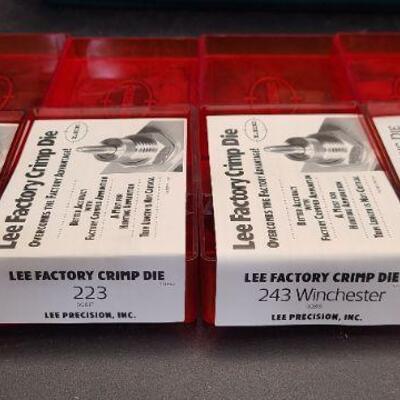 Lee Factory Crimp Die
OVERCOMES THE FACTORY ADVANTAGE!
BETTER ACCURACY
WITH
FACTORY CRIMPED AMMUNITION
A MUST FOR
HUNTING AMMUNITION
TRIM LENGTH IS NOT CRITICAL
LEE FACTORY CRIMP DIE
223
LEE PRECISION, INC.
Lee Factory Crimp Die
OVERCOMES THE FACTORY ADVANTAGE!
BETTER ACCURACY
WITH
FACTORY CRIMPED AMMUNITION
A MUST FOR
HUNTING AMMUNITION
TRIM LENGTH IS NOT CRITICAL
LEE FACTORY CRIMP DIE
243 Winchester
LEE PRECISION, INC.